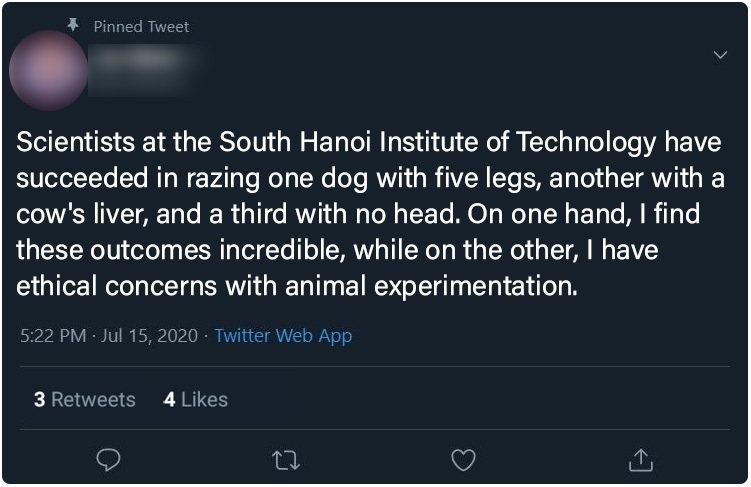 Pinned Tweet
Scientists at the South Hanoi Institute of Technology have
succeeded in razing one dog with five legs, another with a
cow's liver, and a third with no head. On one hand, I find
these outcomes incredible, while on the other, I have
ethical concerns with animal experimentation.
5:22 PM · Jul 15, 2020 · Twitter Web App
3 Retweets 4 Likes